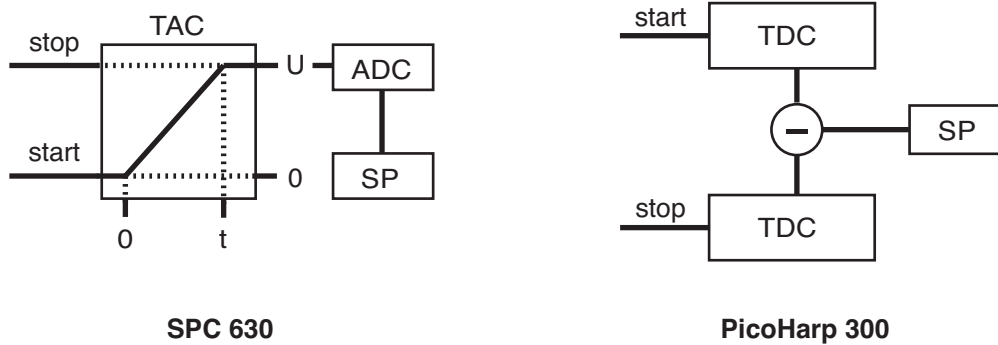 TAC
stop
U
ADC
start
0
SP
0
t
SPC 630
start
TDC
SP
stop
TDC
PicoHarp 300